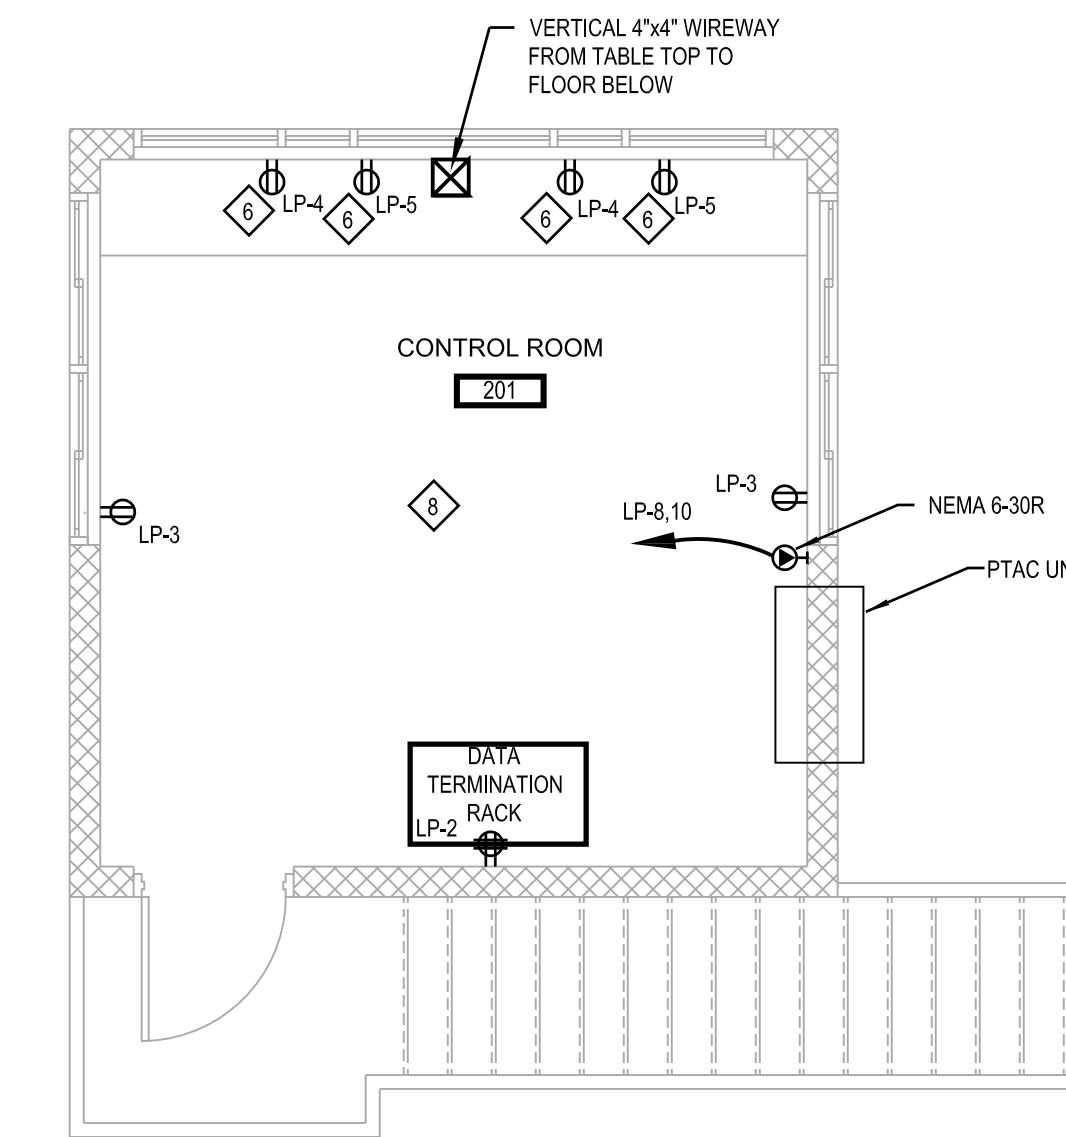 VERTICAL 4"x4" WIREWAY
FROM TABLE TOP TO
FLOOR BELOW
6
LP-4
6
LP-5
6
LP-4
6
LP-5
CONTROL ROOM
201
LP-3
8
LP-3
LP-8,10
NEMA 6-30R
PTAC UN
DATA
TERMINATION
RACK
LP-2